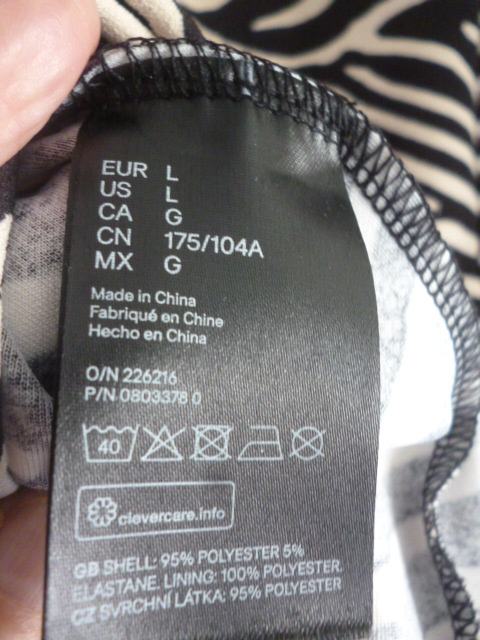 EUR L
US L
CA G
CN 175/104A
MX G
Made in China
Fabriqué en Chine
Hecho en China
O/N 226216
P/N 0803378 0
40
clevercare.info
GB SHELL: 95% POLYESTER 5%
ELASTANE. LINING: 100% POLYESTER.
CZ SVRCHNÍ LÁTKA: 95% POLYESTER